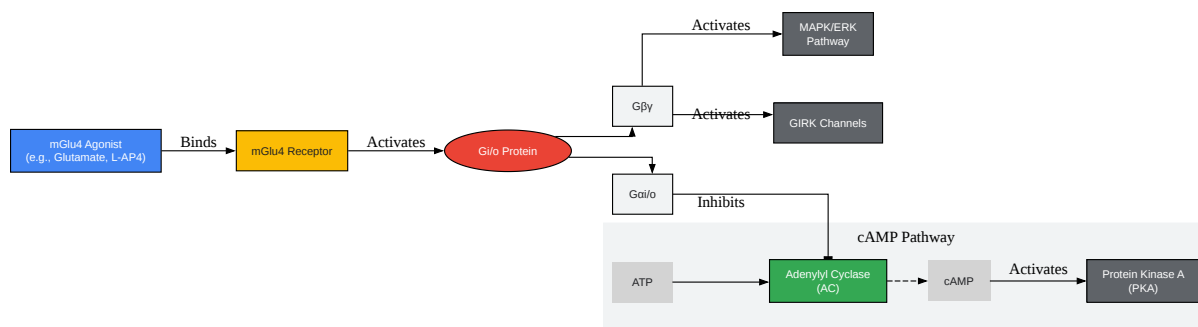 Activates
MAPK/ERK
Pathway
Gβγ
Activates
GIRK Channels
mGlu4 Agonist
(e.g., Glutamate, L-AP4)
Binds
mGlu4 Receptor
Activates
Gi/o Protein
Gαi/o
Inhibits
cAMP Pathway
ATP
Adenylyl Cyclase
(AC)
cAMP
Activates
Protein Kinase A
(PKA)